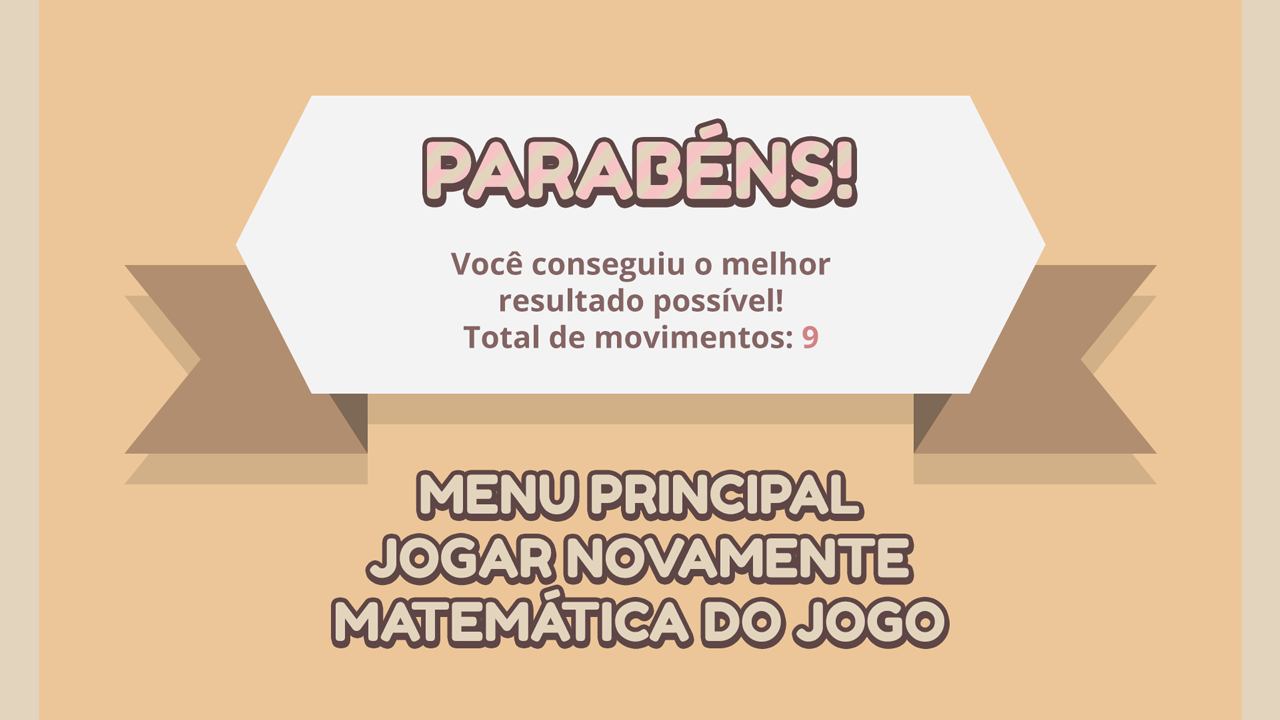 PARABÉNS!
Você conseguiu o melhor
resultado possível!
Total de movimentos: 9
MENU PRINCIPAL
JOGAR NOVAMENTE
MATEMÁTICA DO JOGO